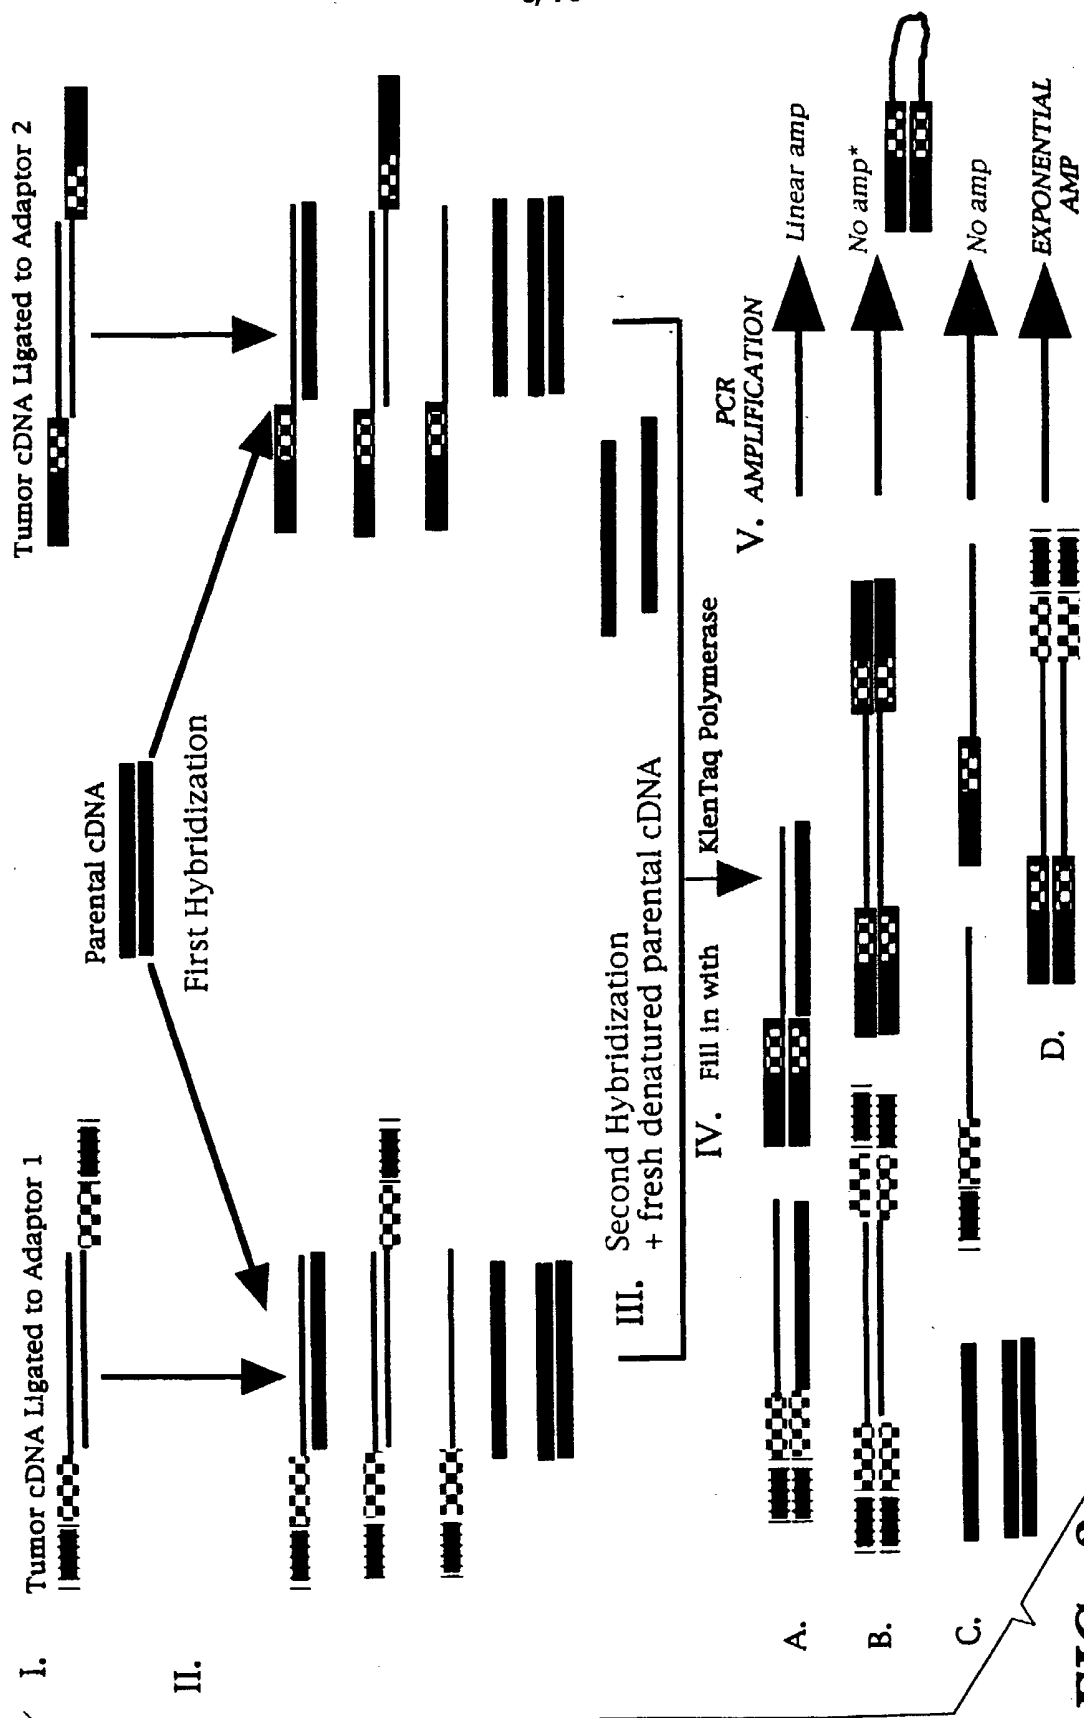 I.
Tumor cDNA Ligated to Adaptor 1
Tumor cDNA Ligated to Adaptor 2
Parental cDNA
II.
First Hybridization
III. Second Hybridization
+ fresh denatured parental cDNA
IV. Fill in with KlenTaq Polymerase
V. PCR
AMPLIFICATION
A.
Linear amp
B.
No amp*
C.
No amp
D.
EXPONENTIAL
AMP